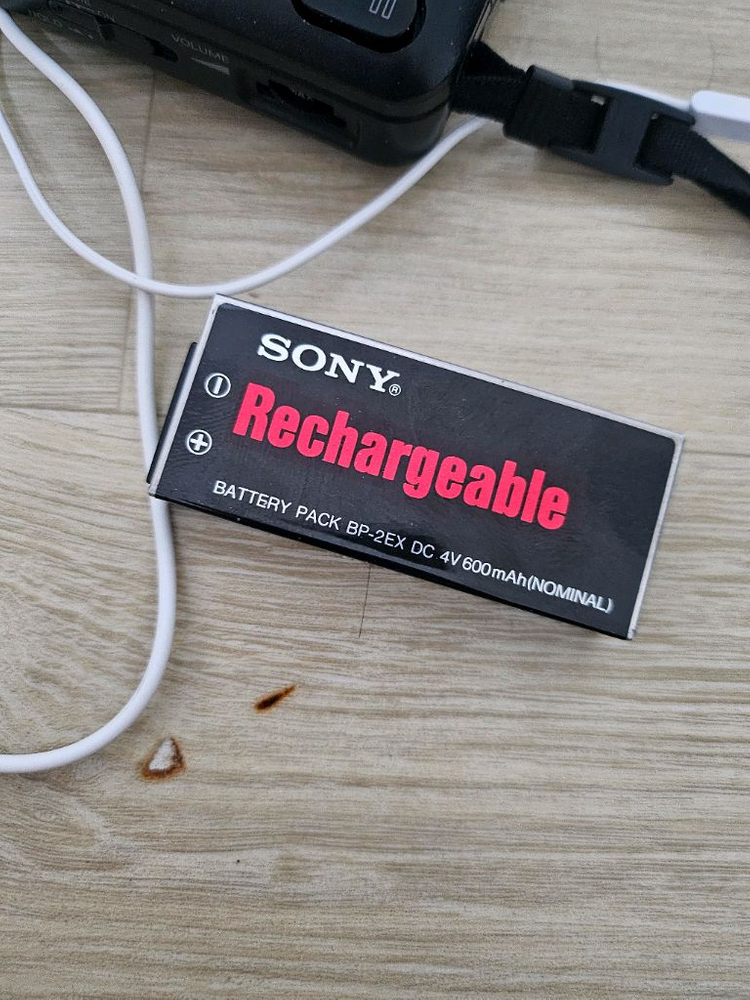 VOLUME
SONY®
Rechargeable
BATTERY PACK BP-2EX DC 4V 600mAh(NOMINAL)